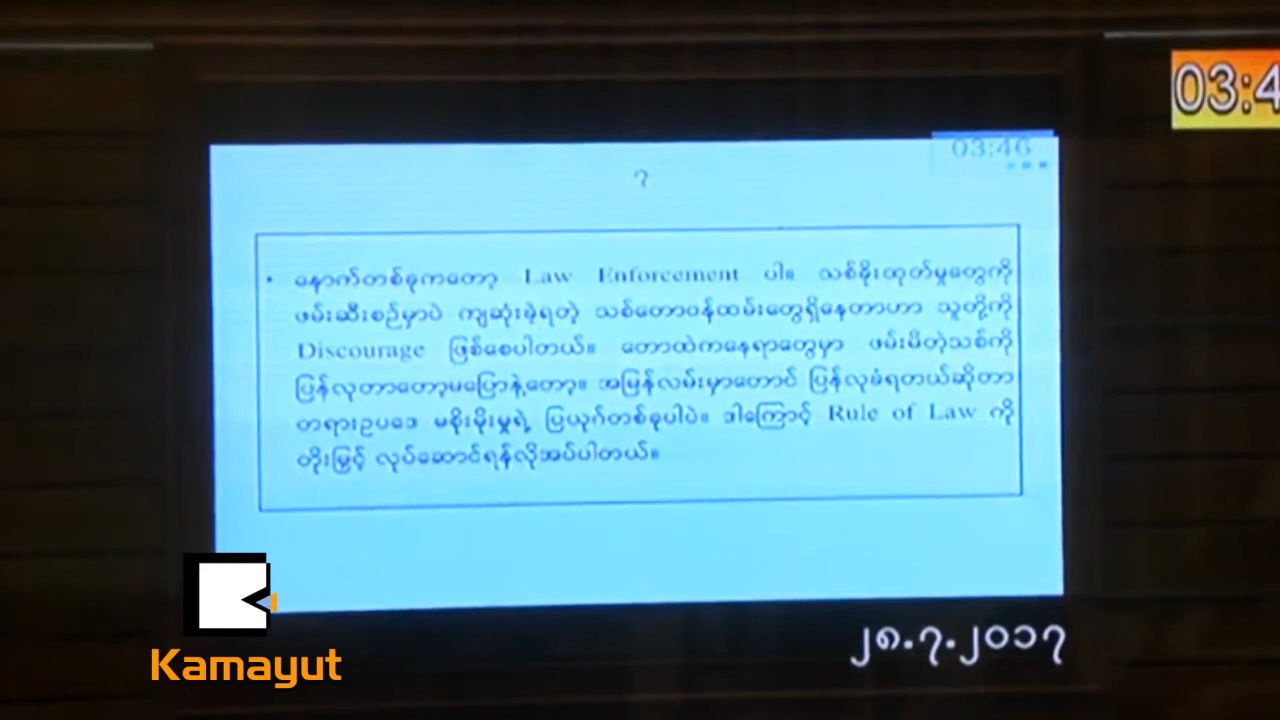 03:4
03:46
၇
• နောက်တစ်ခုကတော့ Law Enforcement ပါ။ သစ်ခိုးထုတ်မှုတွေကို
ဖမ်းဆီးစဉ်မှာပဲ ကျဆုံးခဲ့ရတဲ့ သစ်တောဝန်ထမ်းတွေရှိနေတာဟာ သူတို့ကို
Discourage ဖြစ်စေပါတယ်။ တောထဲကနေရာတွေမှာ ဖမ်းမိတဲ့သစ်ကို
ပြန်လုတာတော့မပြောနဲ့တော့။ အမြန်လမ်းမှာတောင် ပြန်လုခံရတယ်ဆိုတာ
တရားဥပဒေ မစိုးမိုးမှုရဲ့ ပြယုဂ်တစ်ခုပါပဲ။ ဒါကြောင့် Rule of Law ကို
တိုးမြှင့် လုပ်ဆောင်ရန်လိုအပ်ပါတယ်။
Kamayut
၂၈.၇.၂၀၁၇